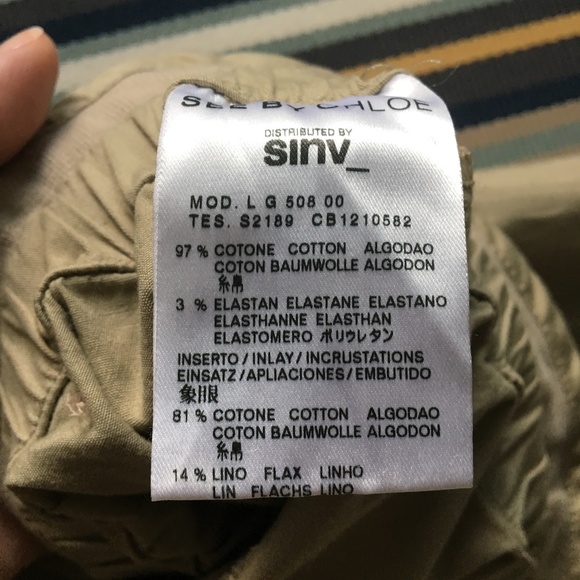 SEE BY CHLOE
DISTRIBUTED BY
sinv_
MOD. L G 508 00
TES. S2189 CB1210582
97 % COTONE COTTON ALGODAO
COTON BAUMWOLLE ALGODON
綿
3 % ELASTAN ELASTANE ELASTANO
ELASTHANNE ELASTHAN
ELASTOMERO ポリウレタン
INSERTO / INLAY / INCRUSTATIONS
EINSATZ / APLIACIONES / EMBUTIDO
象眼
81 % COTONE COTTON ALGODAO
COTON BAUMWOLLE ALGODON
綿
14 % LINO FLAX LINHO
LIN FLACHS LINO